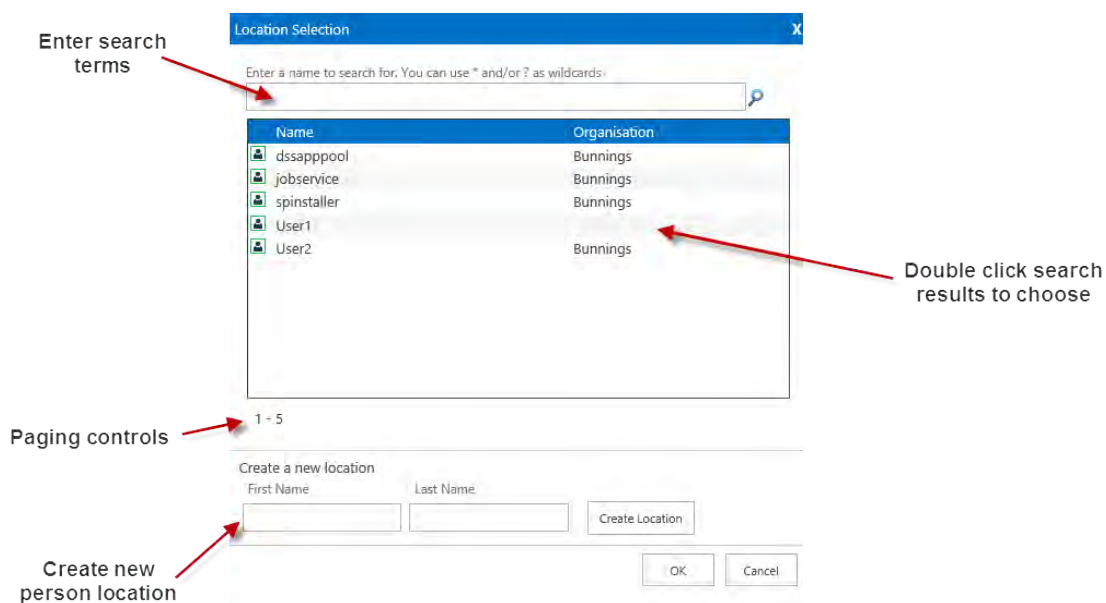 Location Selection X
Enter search
terms
Enter a name to search for. You can use * and/or ? as wildcards
Name Organisation
dssapppool Bunnings
jobservice Bunnings
spinstaller Bunnings
User1
User2 Bunnings
Double click search
results to choose
1 - 5
Paging controls
Create a new location
First Name Last Name
Create Location
Create new
person location
OK Cancel